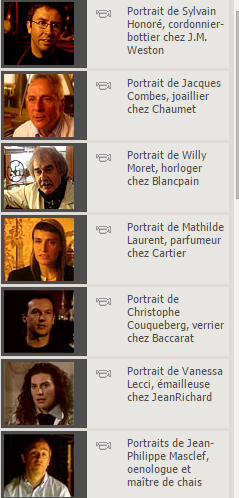 Portrait de Sylvain
Honoré, cordonnier-
bottier chez J.M.
Weston
Portrait de Jacques
Combes, joaillier
chez Chaumet
Portrait de Willy
Moret, horloger
chez Blancpain
Portrait de Mathilde
Laurent, parfumeur
chez Cartier
Portrait de
Christophe
Couqueberg, verrier
chez Baccarat
Portrait de Vanessa
Lecci, émailleuse
chez JeanRichard
Portraits de Jean-
Philippe Masclef,
oenologue et
maître de chais